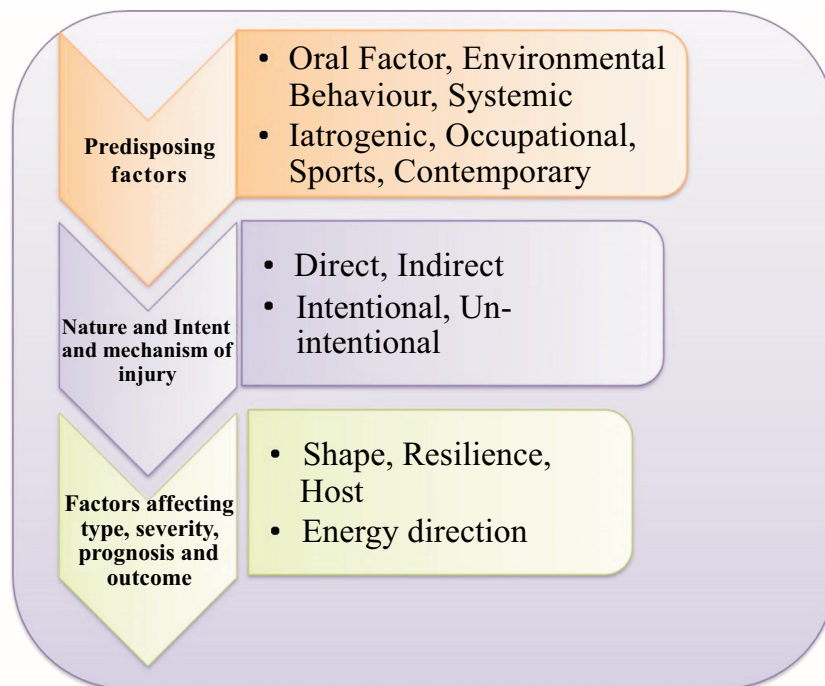 Predisposing
factors
• Oral Factor, Environmental
Behaviour, Systemic
• Iatrogenic, Occupational,
Sports, Contemporary
Nature and Intent
and mechanism of
injury
• Direct, Indirect
• Intentional, Un-
intentional
Factors affecting
type, severity,
prognosis and
outcome
• Shape, Resilience,
Host
• Energy direction